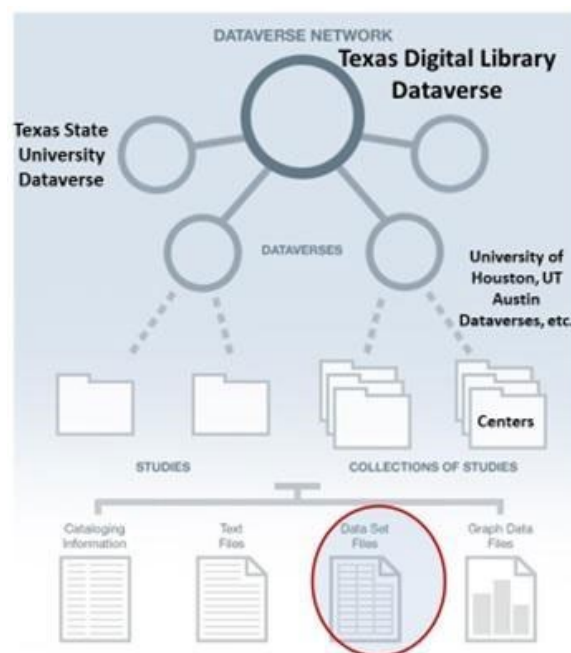 DATAVERSE NETWORK
Texas Digital Library
Dataverse
Texas State
University
Dataverse
DATAVERSES
University of
Houston, UT
Austin
Dataverses, etc.
Centers
STUDIES
COLLECTIONS OF STUDIES
Cataloging
Information
Text
Files
Data Set
Files
Graph Data
Files